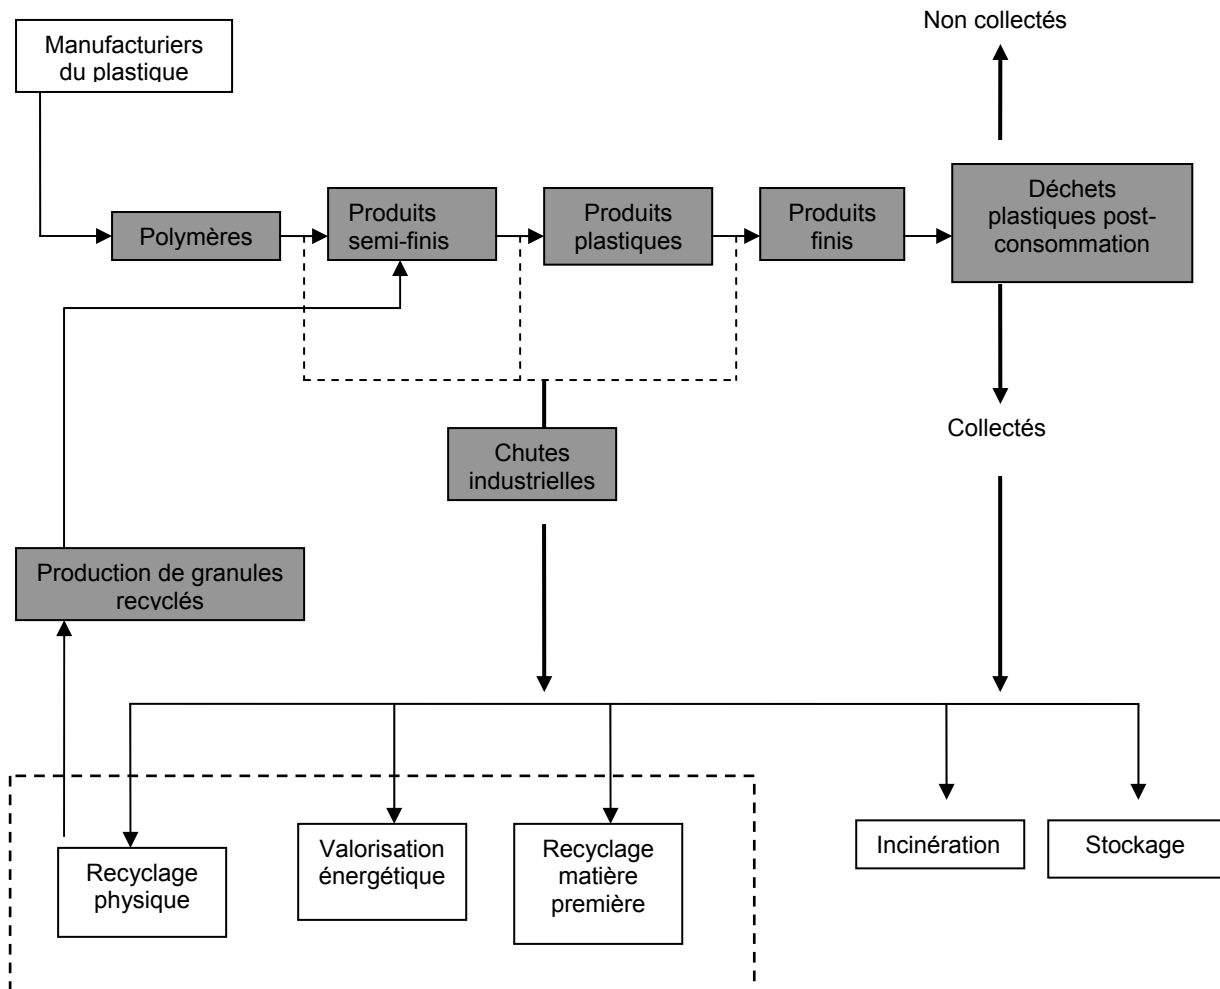 Non collectés
Manufacturiers
du plastique
Polymères
Produits
semi-finis
Produits
plastiques
Produits
finis
Déchets
plastiques post-
consommation
Collectés
Chutes
industrielles
Production de granules
recyclés
Recyclage
physique
Valorisation
énergétique
Recyclage
matière
première
Incinération
Stockage